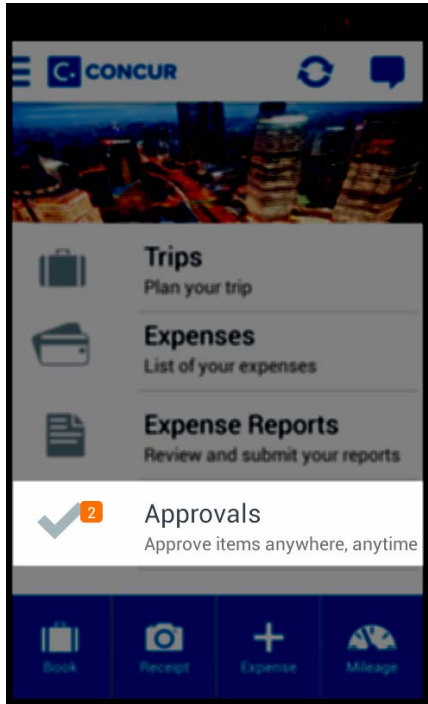 C. CONCUR
Trips
Plan your trip
Expenses
List of your expenses
Expense Reports
Review and submit your reports
2
Approvals
Approve items anywhere, anytime
Book
Receipt
Expense
Mileage